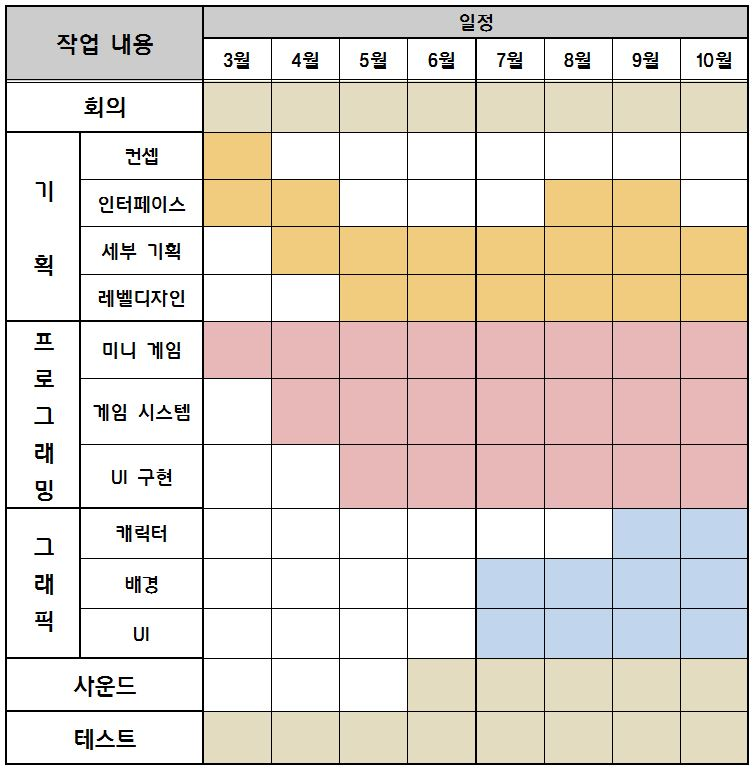 작업 내용
일정
3월 4월 5월 6월 7월 8월 9월 10월
회의
기획
컨셉
인터페이스
세부 기획
레벨디자인
프로그래밍
미니 게임
게임 시스템
UI 구현
그래픽
캐릭터
배경
UI
사운드
테스트